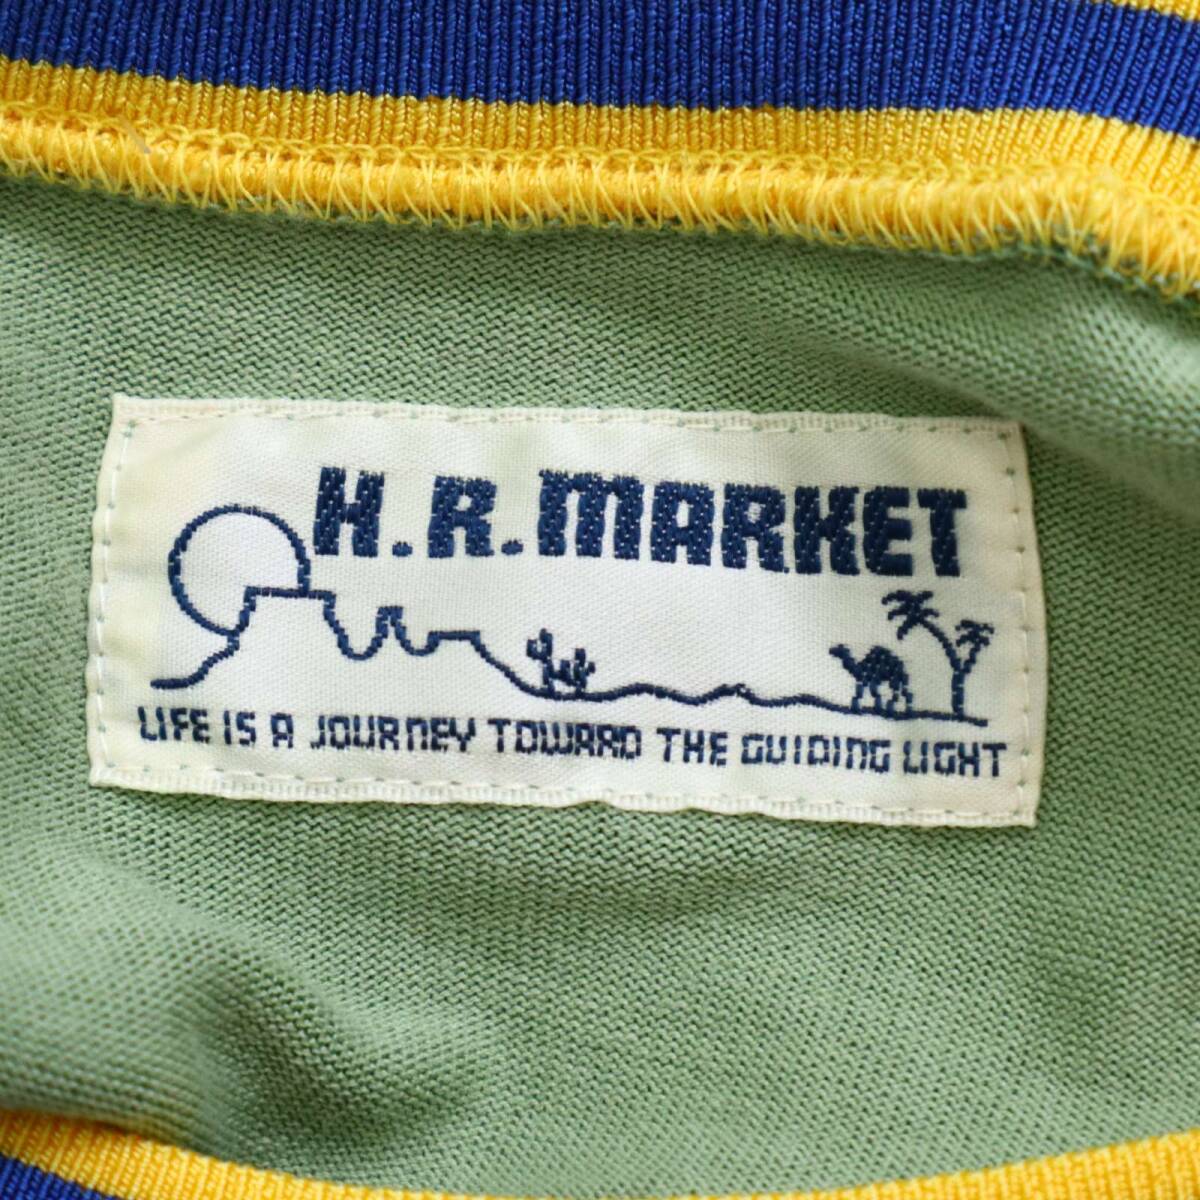 H.R.MARKET
LIFE IS A JOURNEY TOWARD THE GUIDING LIGHT